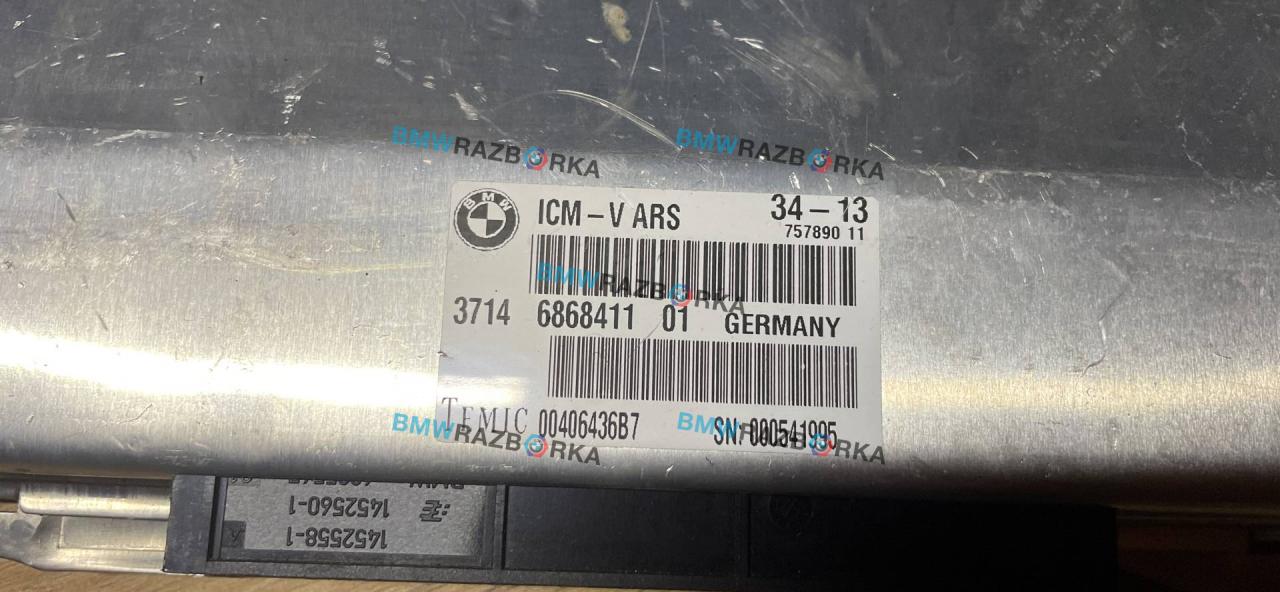 BMWRAZBORKA
BMWRAZBORKA
BMW
ICM – V ARS
34 – 13
757890 11
BMWRAZBORKA
3714 6868411 01 GERMANY
TEMIC 00406436B7
SN: 000541995
BMWRAZBORKA
BMWRAZBORKA
1452560-1
1452558-1
A